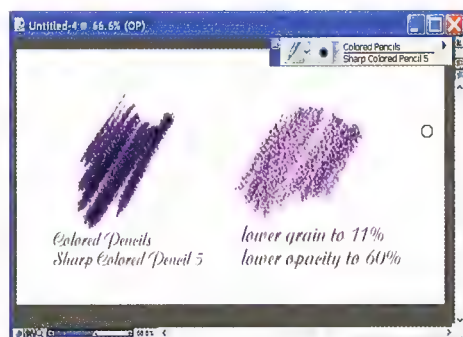 Untitled-4 @ 66.6% (OP)
Colored Pencils
Sharp Colored Pencil 5
Colored Pencils
Sharp Colored Pencil 5
lower grain to 11%
lower opacity to 60%